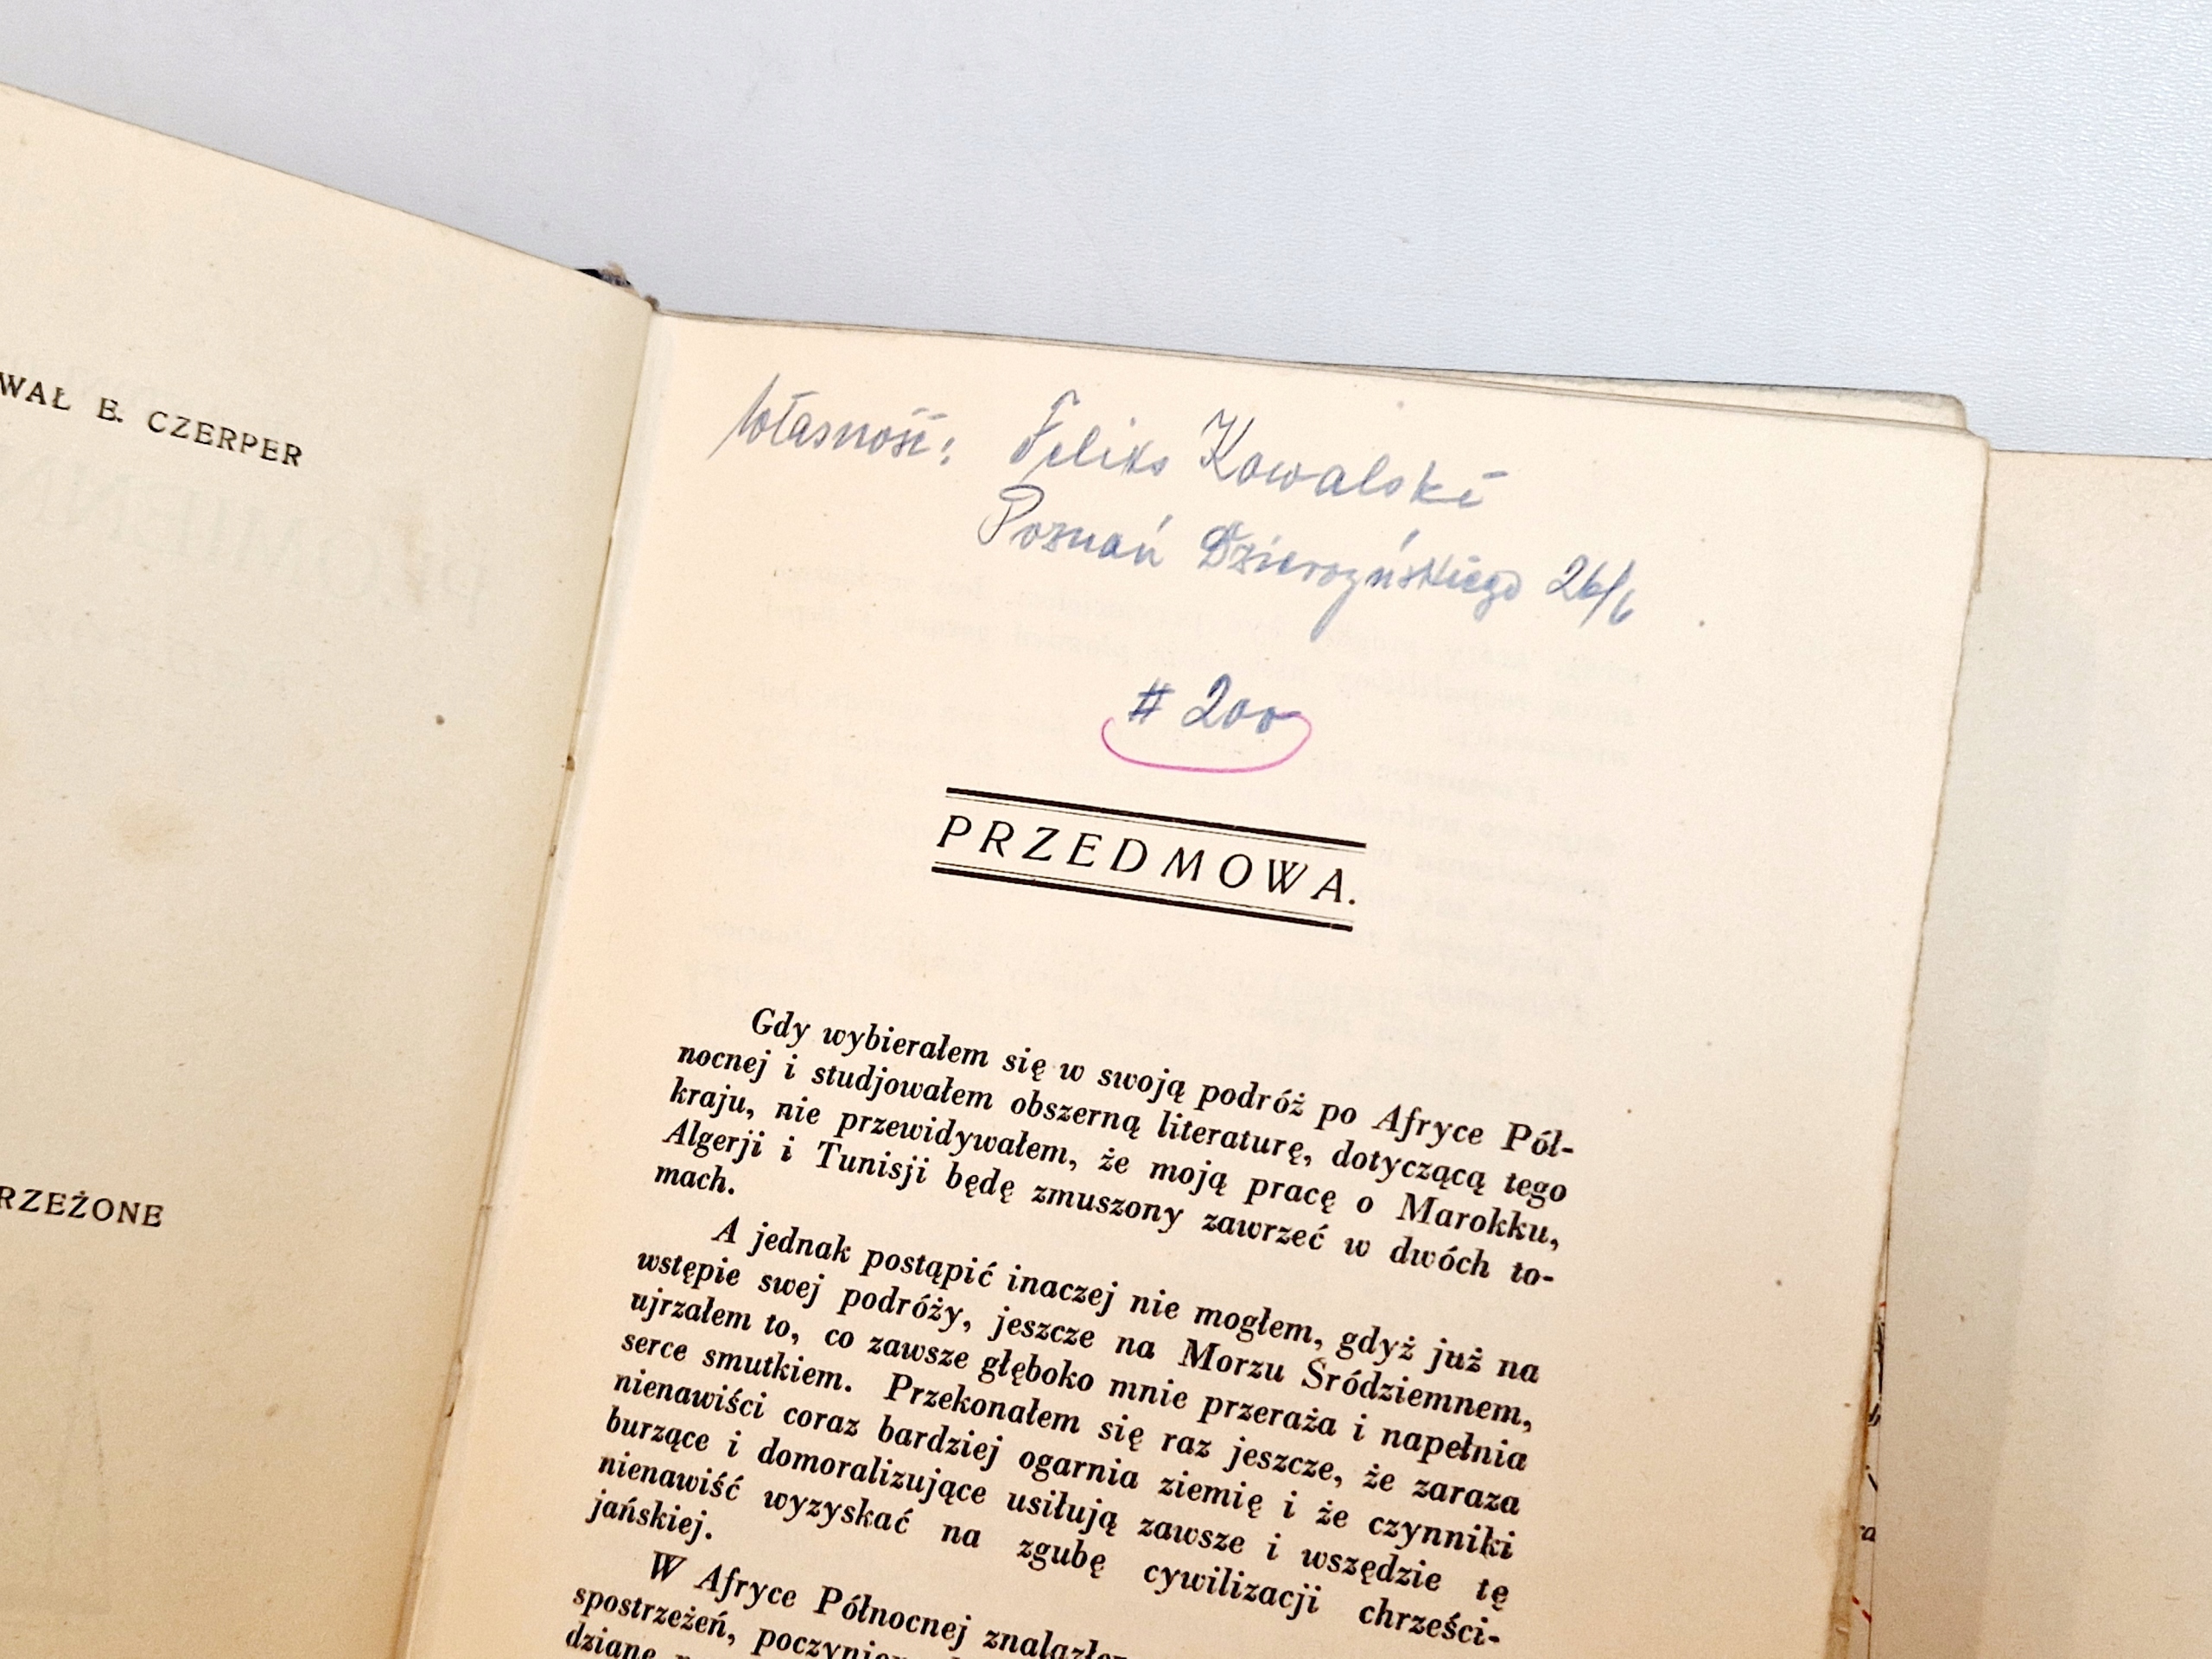 WAŁ E. CZERPER
RZEŻONE
Własność: Feliks Kowalski
Poznań Dzierżyńskiego 26/6
# 200
PRZEDMOWA.
Gdy wybierałem się w swoją podróż po Afryce Pół-
nocnej i studjowałem obszerną literaturę, dotyczącą tego
kraju, nie przewidywałem, że moją pracę o Marokku,
Algerji i Tunisji będę zmuszony zawrzeć w dwóch to-
mach.
A jednak postąpić inaczej nie mogłem, gdyż już na
wstępie swej podróży, jeszcze na Morzu Śródziemnem,
ujrzałem to, co zawsze głęboko mnie przeraża i napełnia
serce smutkiem. Przekonałem się raz jeszcze, że zaraza
nienawiści coraz bardziej ogarnia ziemię i że czynniki
burzące i domoralizujące usiłują zawsze i wszędzie tę
nienawiść wyzyskać na zgubę cywilizacji chrześci-
jańskiej.
W Afryce Północnej
spostrzeżeń,